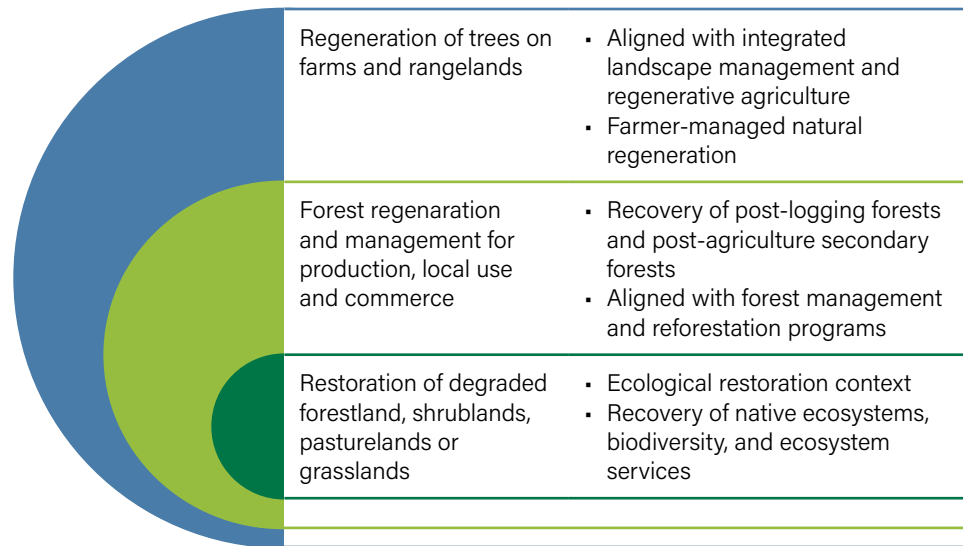 Regeneration of trees on
farms and rangelands
▪ Aligned with integrated
landscape management and
regenerative agriculture
▪ Farmer-managed natural
regeneration
Forest regenaration
and management for
production, local use
and commerce
▪ Recovery of post-logging forests
and post-agriculture secondary
forests
▪ Aligned with forest management
and reforestation programs
Restoration of degraded
forestland, shrublands,
pasturelands or
grasslands
▪ Ecological restoration context
▪ Recovery of native ecosystems,
biodiversity, and ecosystem
services